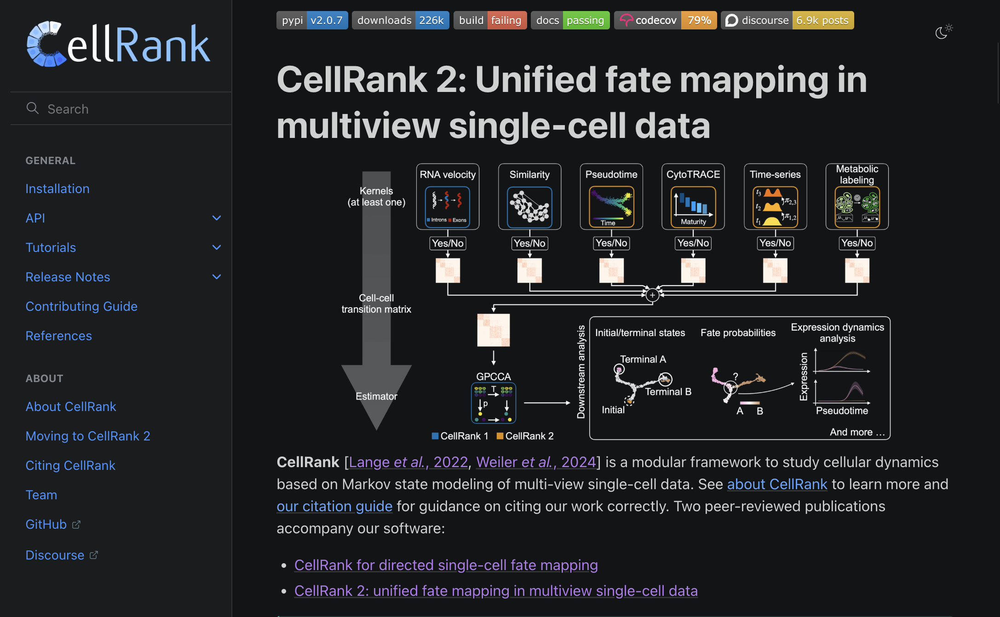 CellRank
Search
GENERAL
Installation
API
Tutorials
Release Notes
Contributing Guide
References
ABOUT
About CellRank
Moving to CellRank 2
Citing CellRank
Team
GitHub
Discourse
pypi v2.0.7 downloads 226k build failing docs passing codecov 79% discourse 6.9k posts
CellRank 2: Unified fate mapping in
multiview single-cell data
Kernels
(at least one)
Cell-cell
transition matrix
Estimator
RNA velocity
Introns Exons
Similarity
Pseudotime
Time
CytoTRACE
Maturity
Time-series
t3
π2,3
t2
π1,2
t1
Metabolic
labeling
Yes/No Yes/No Yes/No Yes/No Yes/No Yes/No
+
GPCCA
T
p
CellRank 1 CellRank 2
Downstream analysis
Initial/terminal states
Terminal A
Terminal B
Initial
Fate probabilities
?
A B
Expression dynamics
analysis
Expression
Pseudotime
And more ...
CellRank [Lange et al., 2022, Weiler et al., 2024] is a modular framework to study cellular dynamics
based on Markov state modeling of multi-view single-cell data. See about CellRank to learn more and
our citation guide for guidance on citing our work correctly. Two peer-reviewed publications
accompany our software:
• CellRank for directed single-cell fate mapping
• CellRank 2: unified fate mapping in multiview single-cell data